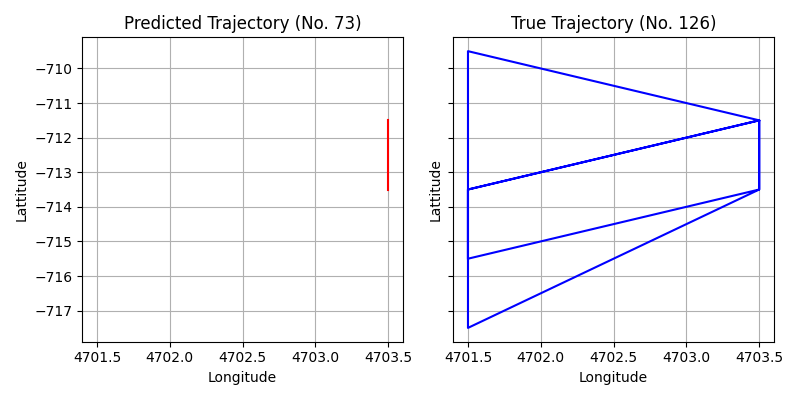 Predicted Trajectory (No. 73)
True Trajectory (No. 126)
Lattitude
−710
−711
−712
−713
−714
−715
−716
−717
4701.5 4702.0 4702.5 4703.0 4703.5
Longitude
Lattitude
4701.5 4702.0 4702.5 4703.0 4703.5
Longitude